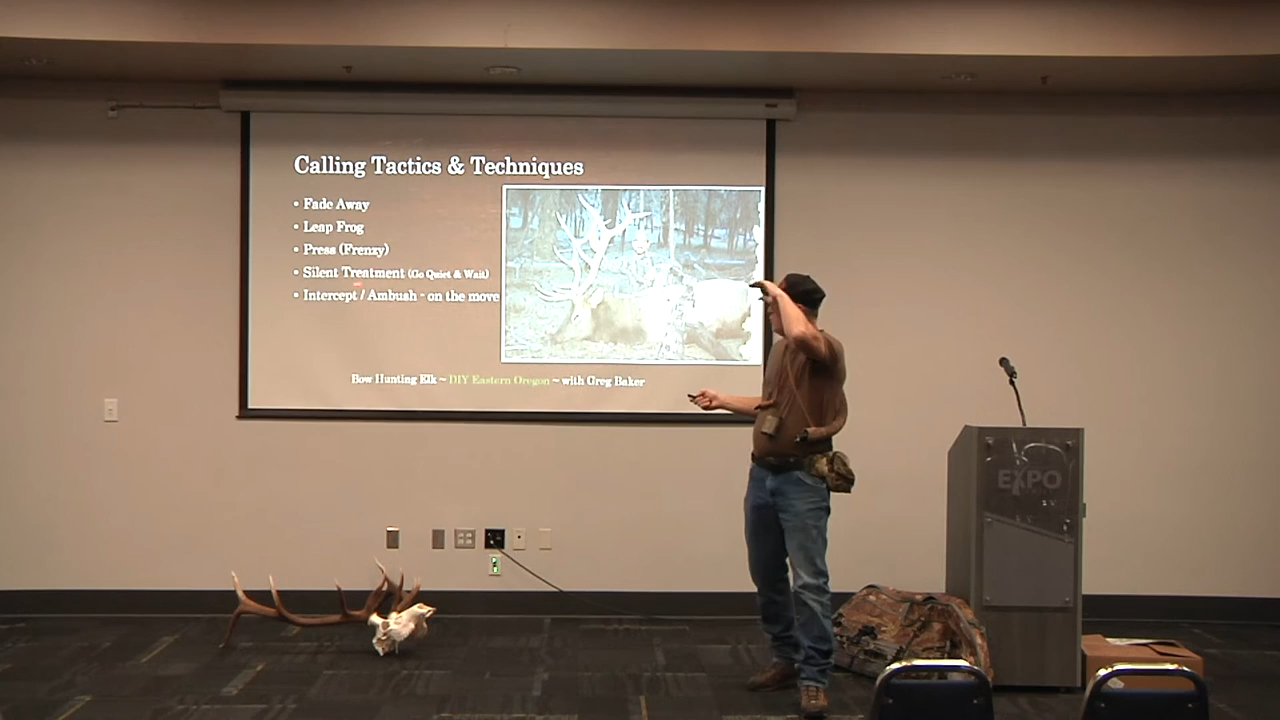 Calling Tactics & Techniques
• Fade Away
• Leap Frog
• Press (Frenzy)
• Silent Treatment (Go Quiet & Wait)
• Intercept / Ambush - on the move
Bow Hunting Elk ~ DIY Eastern Oregon ~ with Greg Baker
EXPO